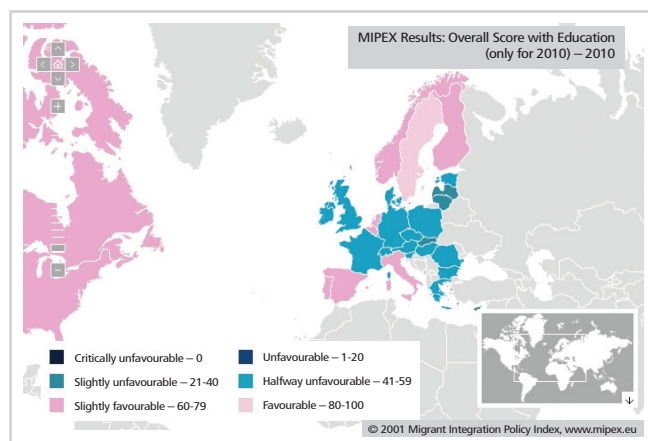 MIPEX Results: Overall Score with Education
(only for 2010) – 2010
Critically unfavourable – 0
Unfavourable – 1-20
Slightly unfavourable – 21-40
Halfway unfavourable – 41-59
Slightly favourable – 60-79
Favourable – 80-100
© 2001 Migrant Integration Policy Index, www.mipex.eu